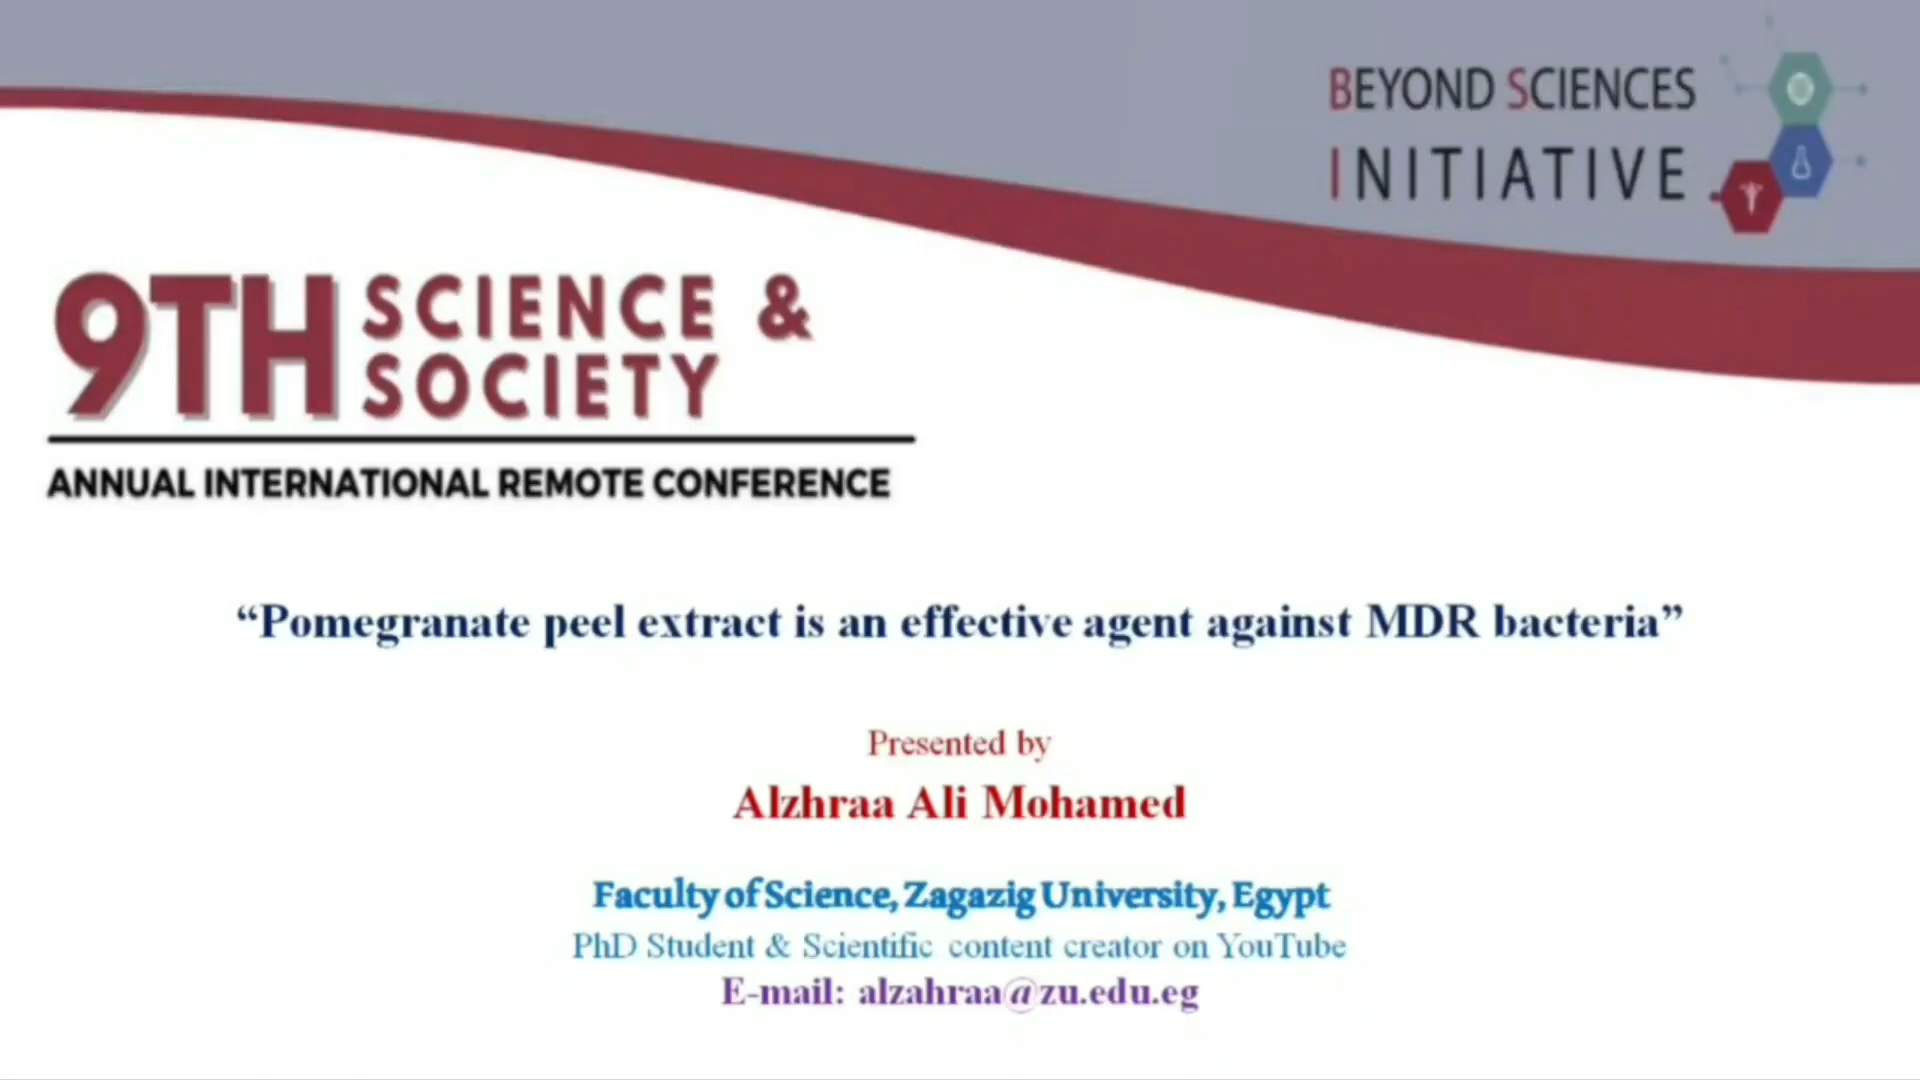 BEYOND SCIENCES
INITIATIVE
9TH SCIENCE &
SOCIETY
ANNUAL INTERNATIONAL REMOTE CONFERENCE
“Pomegranate peel extract is an effective agent against MDR bacteria”
Presented by
Alzhraa Ali Mohamed
Faculty of Science, Zagazig University, Egypt
PhD Student & Scientific content creator on YouTube
E-mail: alzahraa@zu.edu.eg